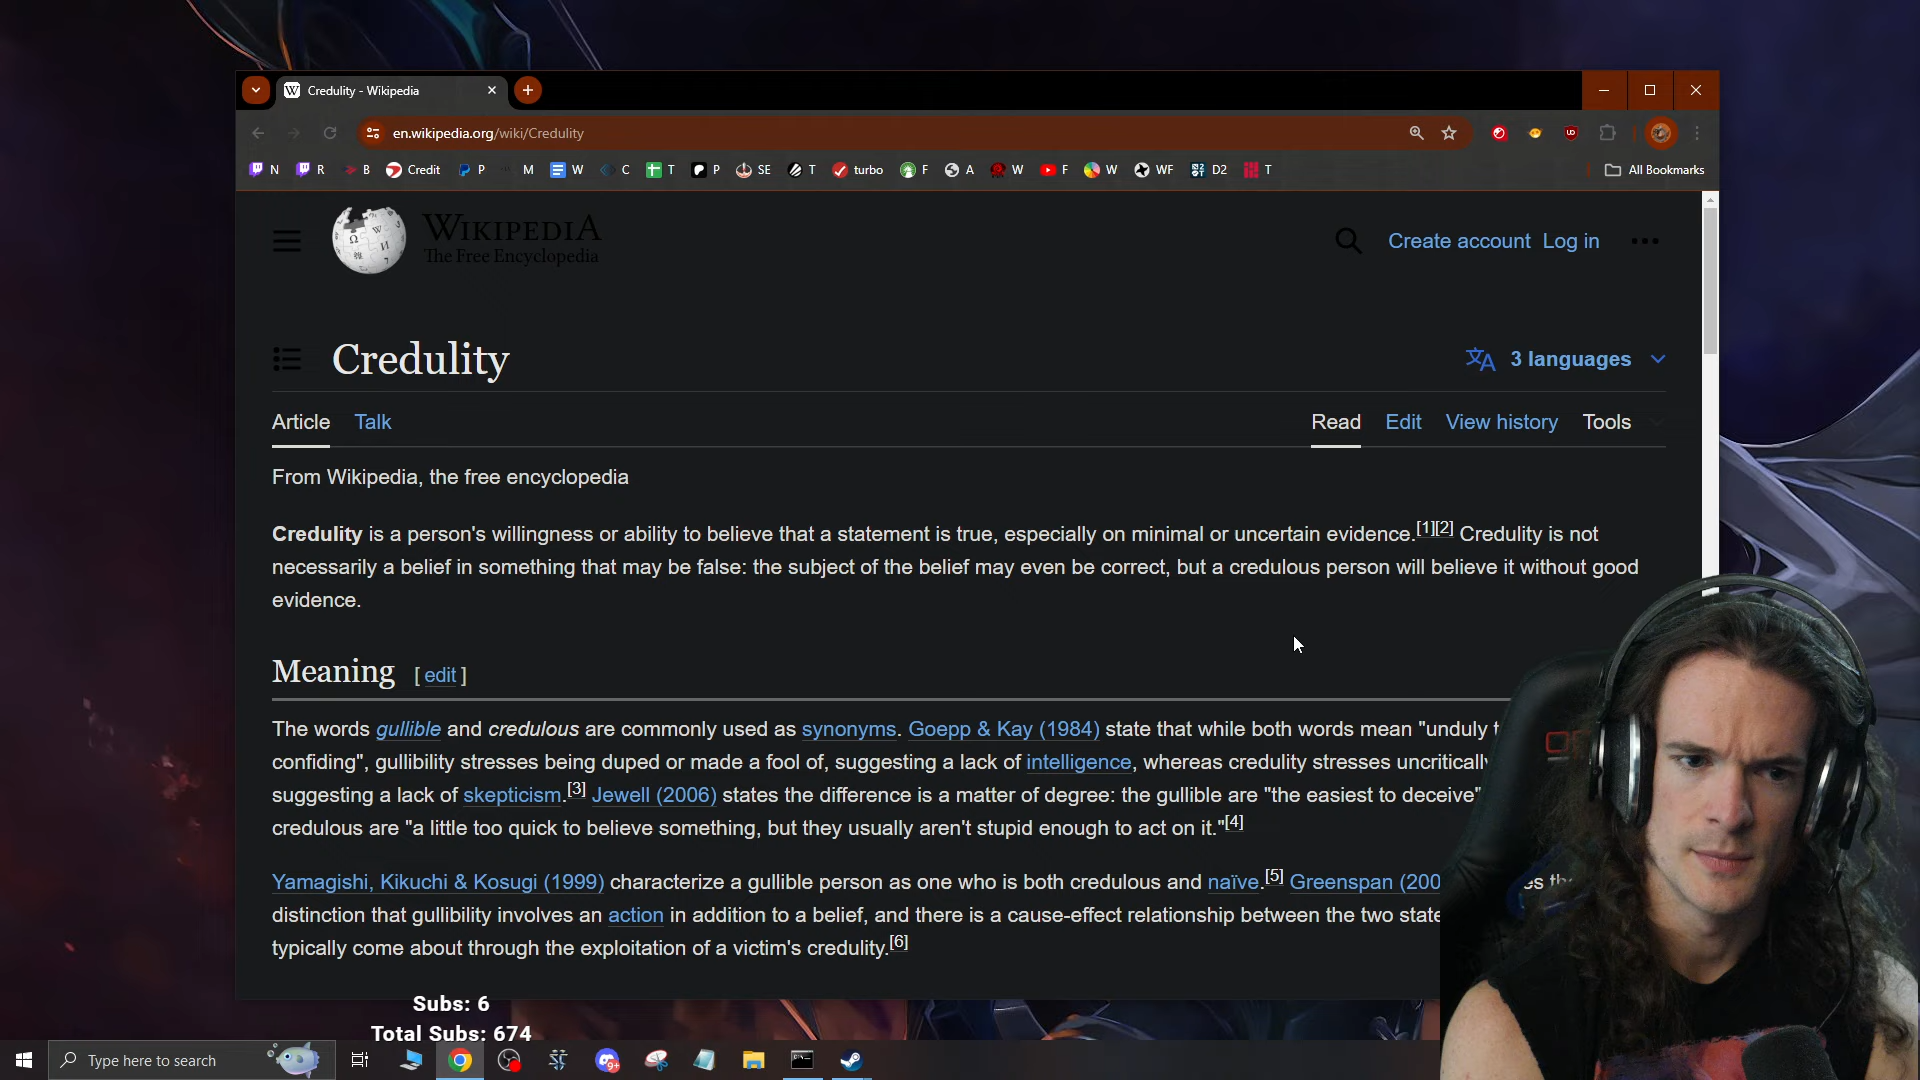 Credulity - Wikipedia
en.wikipedia.org/wiki/Credulity
N R B Credit P M W C T P SE T turbo F A W F W WF D2 T All Bookmarks
WIKIPEDIA
The Free Encyclopedia
Create account Log in
Credulity
3 languages
Article Talk Read Edit View history Tools
From Wikipedia, the free encyclopedia
Credulity is a person's willingness or ability to believe that a statement is true, especially on minimal or uncertain evidence.[1][2] Credulity is not
necessarily a belief in something that may be false: the subject of the belief may even be correct, but a credulous person will believe it without good
evidence.
Meaning [ edit ]
The words gullible and credulous are commonly used as synonyms. Goepp & Kay (1984) state that while both words mean "unduly
confiding", gullibility stresses being duped or made a fool of, suggesting a lack of intelligence, whereas credulity stresses uncritically
suggesting a lack of skepticism.[3] Jewell (2006) states the difference is a matter of degree: the gullible are "the easiest to deceive"
credulous are "a little too quick to believe something, but they usually aren't stupid enough to act on it."[4]
Yamagishi, Kikuchi & Kosugi (1999) characterize a gullible person as one who is both credulous and naïve.[5] Greenspan (200
distinction that gullibility involves an action in addition to a belief, and there is a cause-effect relationship between the two state
typically come about through the exploitation of a victim's credulity.[6]
Subs: 6
Total Subs: 674
Type here to search